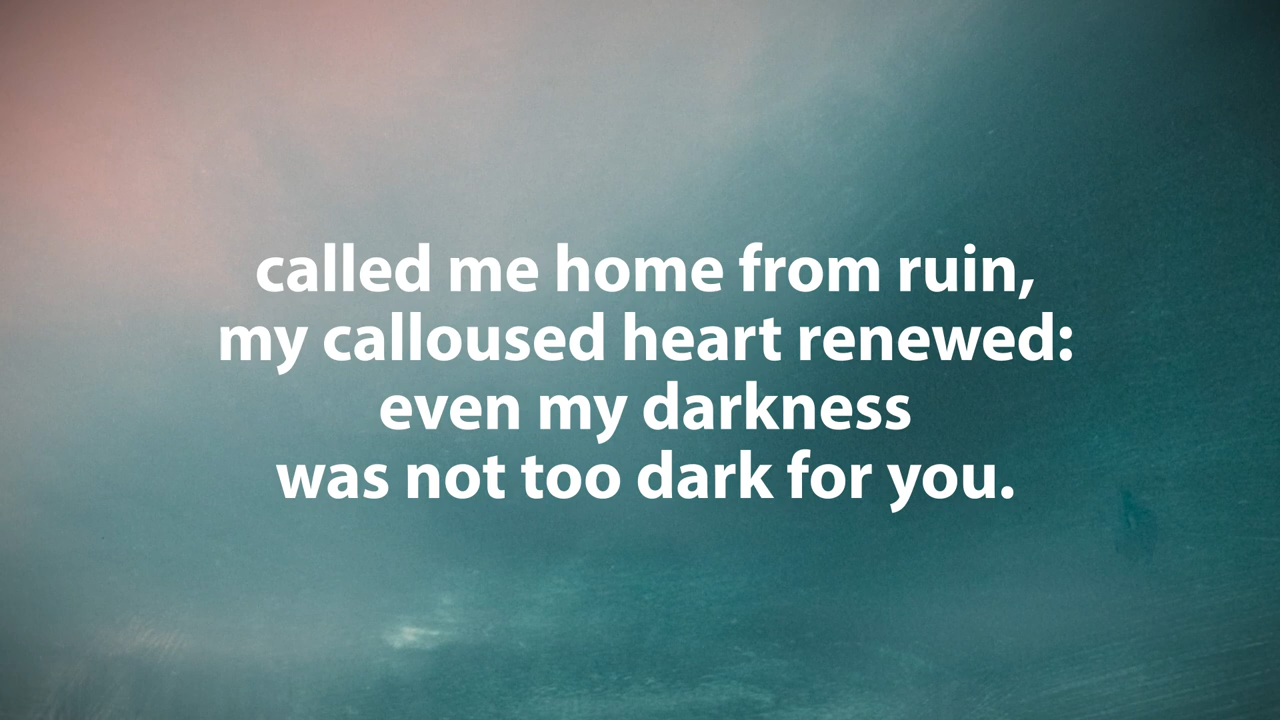 called me home from ruin,
my calloused heart renewed:
even my darkness
was not too dark for you.